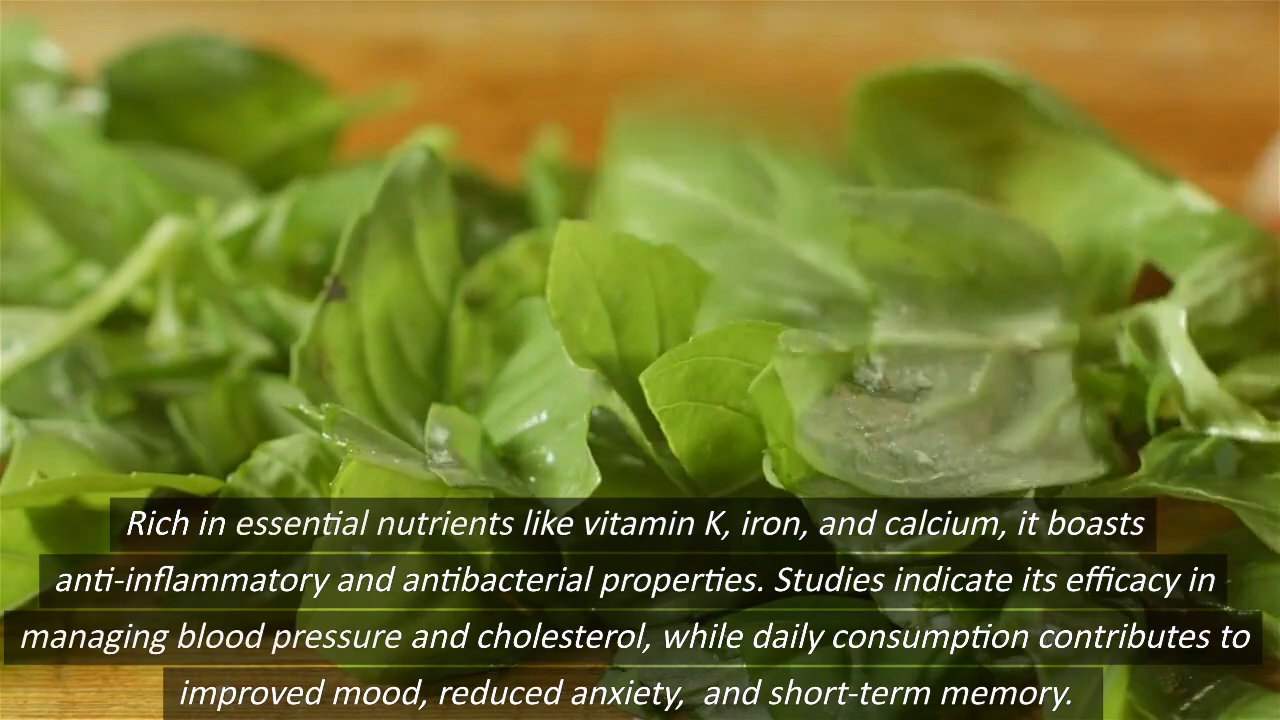 Rich in essential nutrients like vitamin K, iron, and calcium, it boasts
anti-inflammatory and antibacterial properties. Studies indicate its efficacy in
managing blood pressure and cholesterol, while daily consumption contributes to
improved mood, reduced anxiety,  and short-term memory.